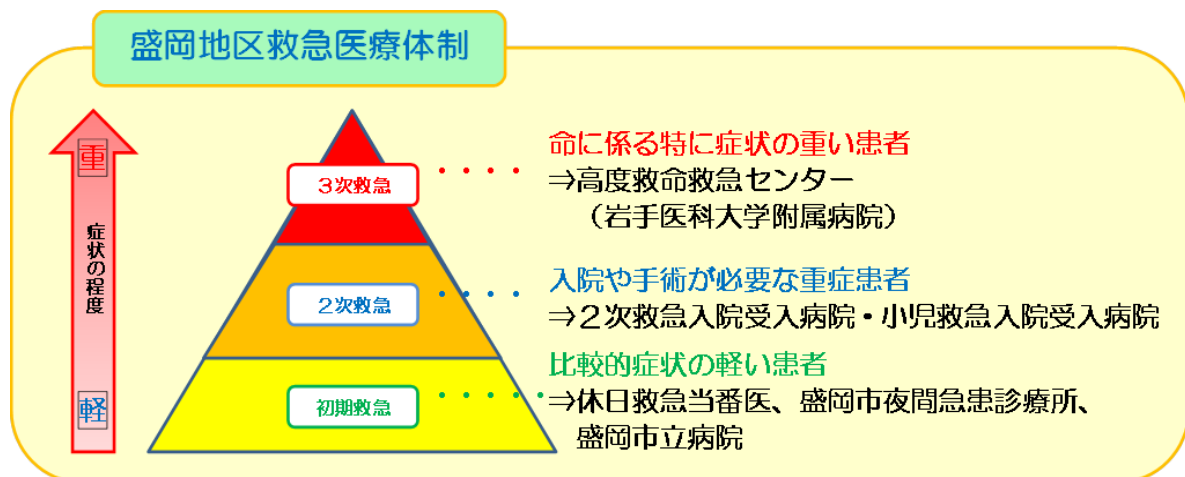 盛岡地区救急医療体制
重
症状の程度
軽
3次救急
・・・・
命に係る特に症状の重い患者
⇒高度救命救急センター
（岩手医科大学附属病院）
2次救急
・・・・
入院や手術が必要な重症患者
⇒2次救急入院受入病院・小児救急入院受入病院
初期救急
・・・・・
比較的症状の軽い患者
⇒休日救急当番医、盛岡市夜間急患診療所、
盛岡市立病院